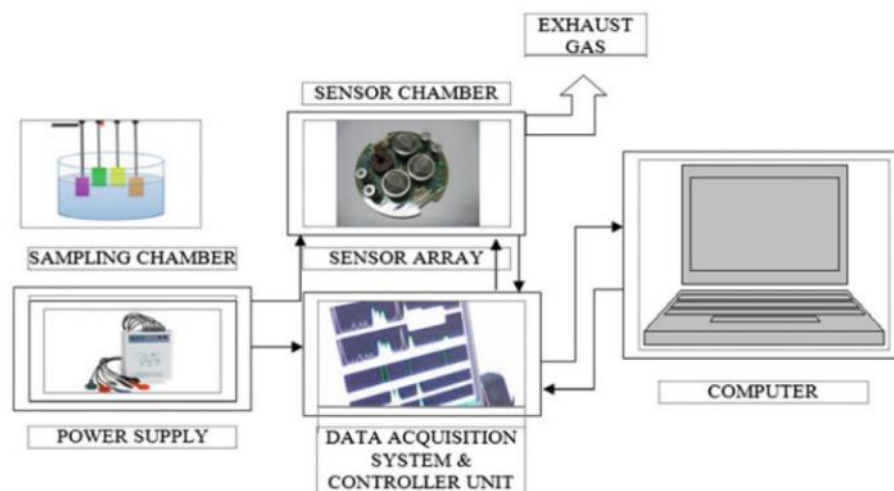 EXHAUST
GAS
SENSOR CHAMBER
SAMPLING CHAMBER
SENSOR ARRAY
POWER SUPPLY
DATA ACQUISITION
SYSTEM &
CONTROLLER UNIT
COMPUTER